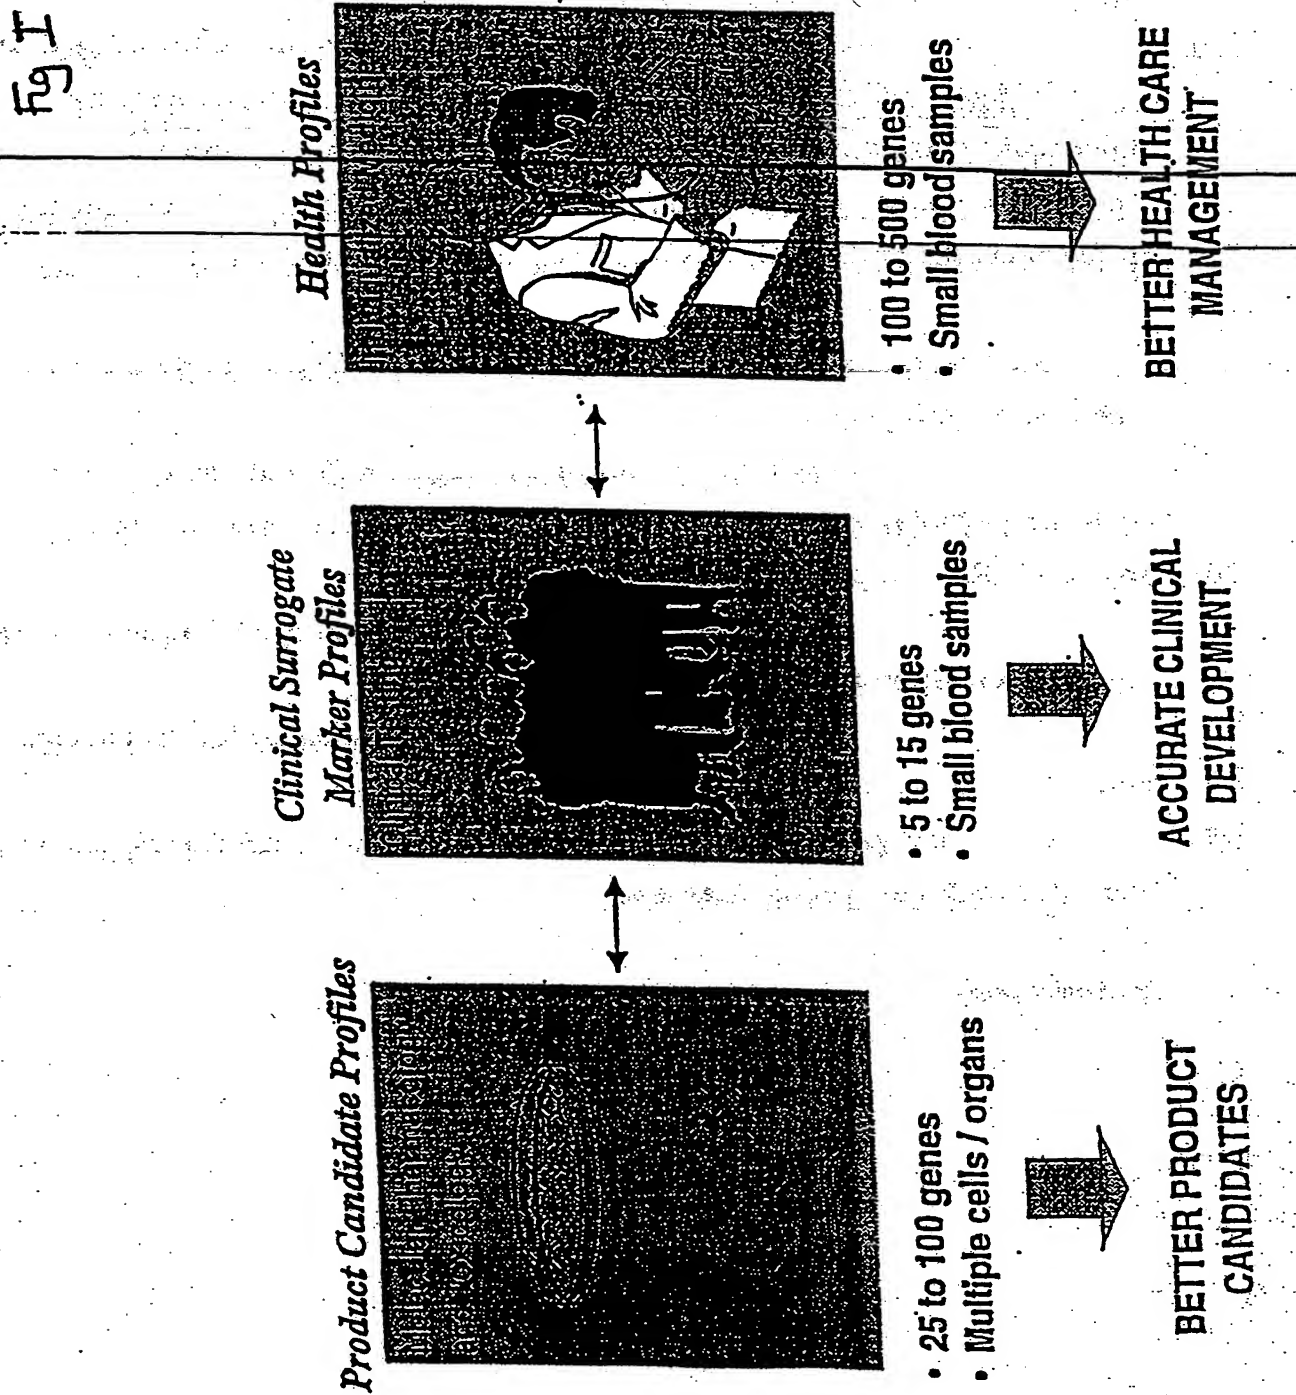 Fig I
Product Candidate Profiles
• 25 to 100 genes
• Multiple cells / organs
BETTER PRODUCT
CANDIDATES
Clinical Surrogate
Marker Profiles
• 5 to 15 genes
• Small blood samples
ACCURATE CLINICAL
DEVELOPMENT
Health Profiles
• 100 to 500 genes
• Small blood samples
BETTER HEALTH CARE
MANAGEMENT